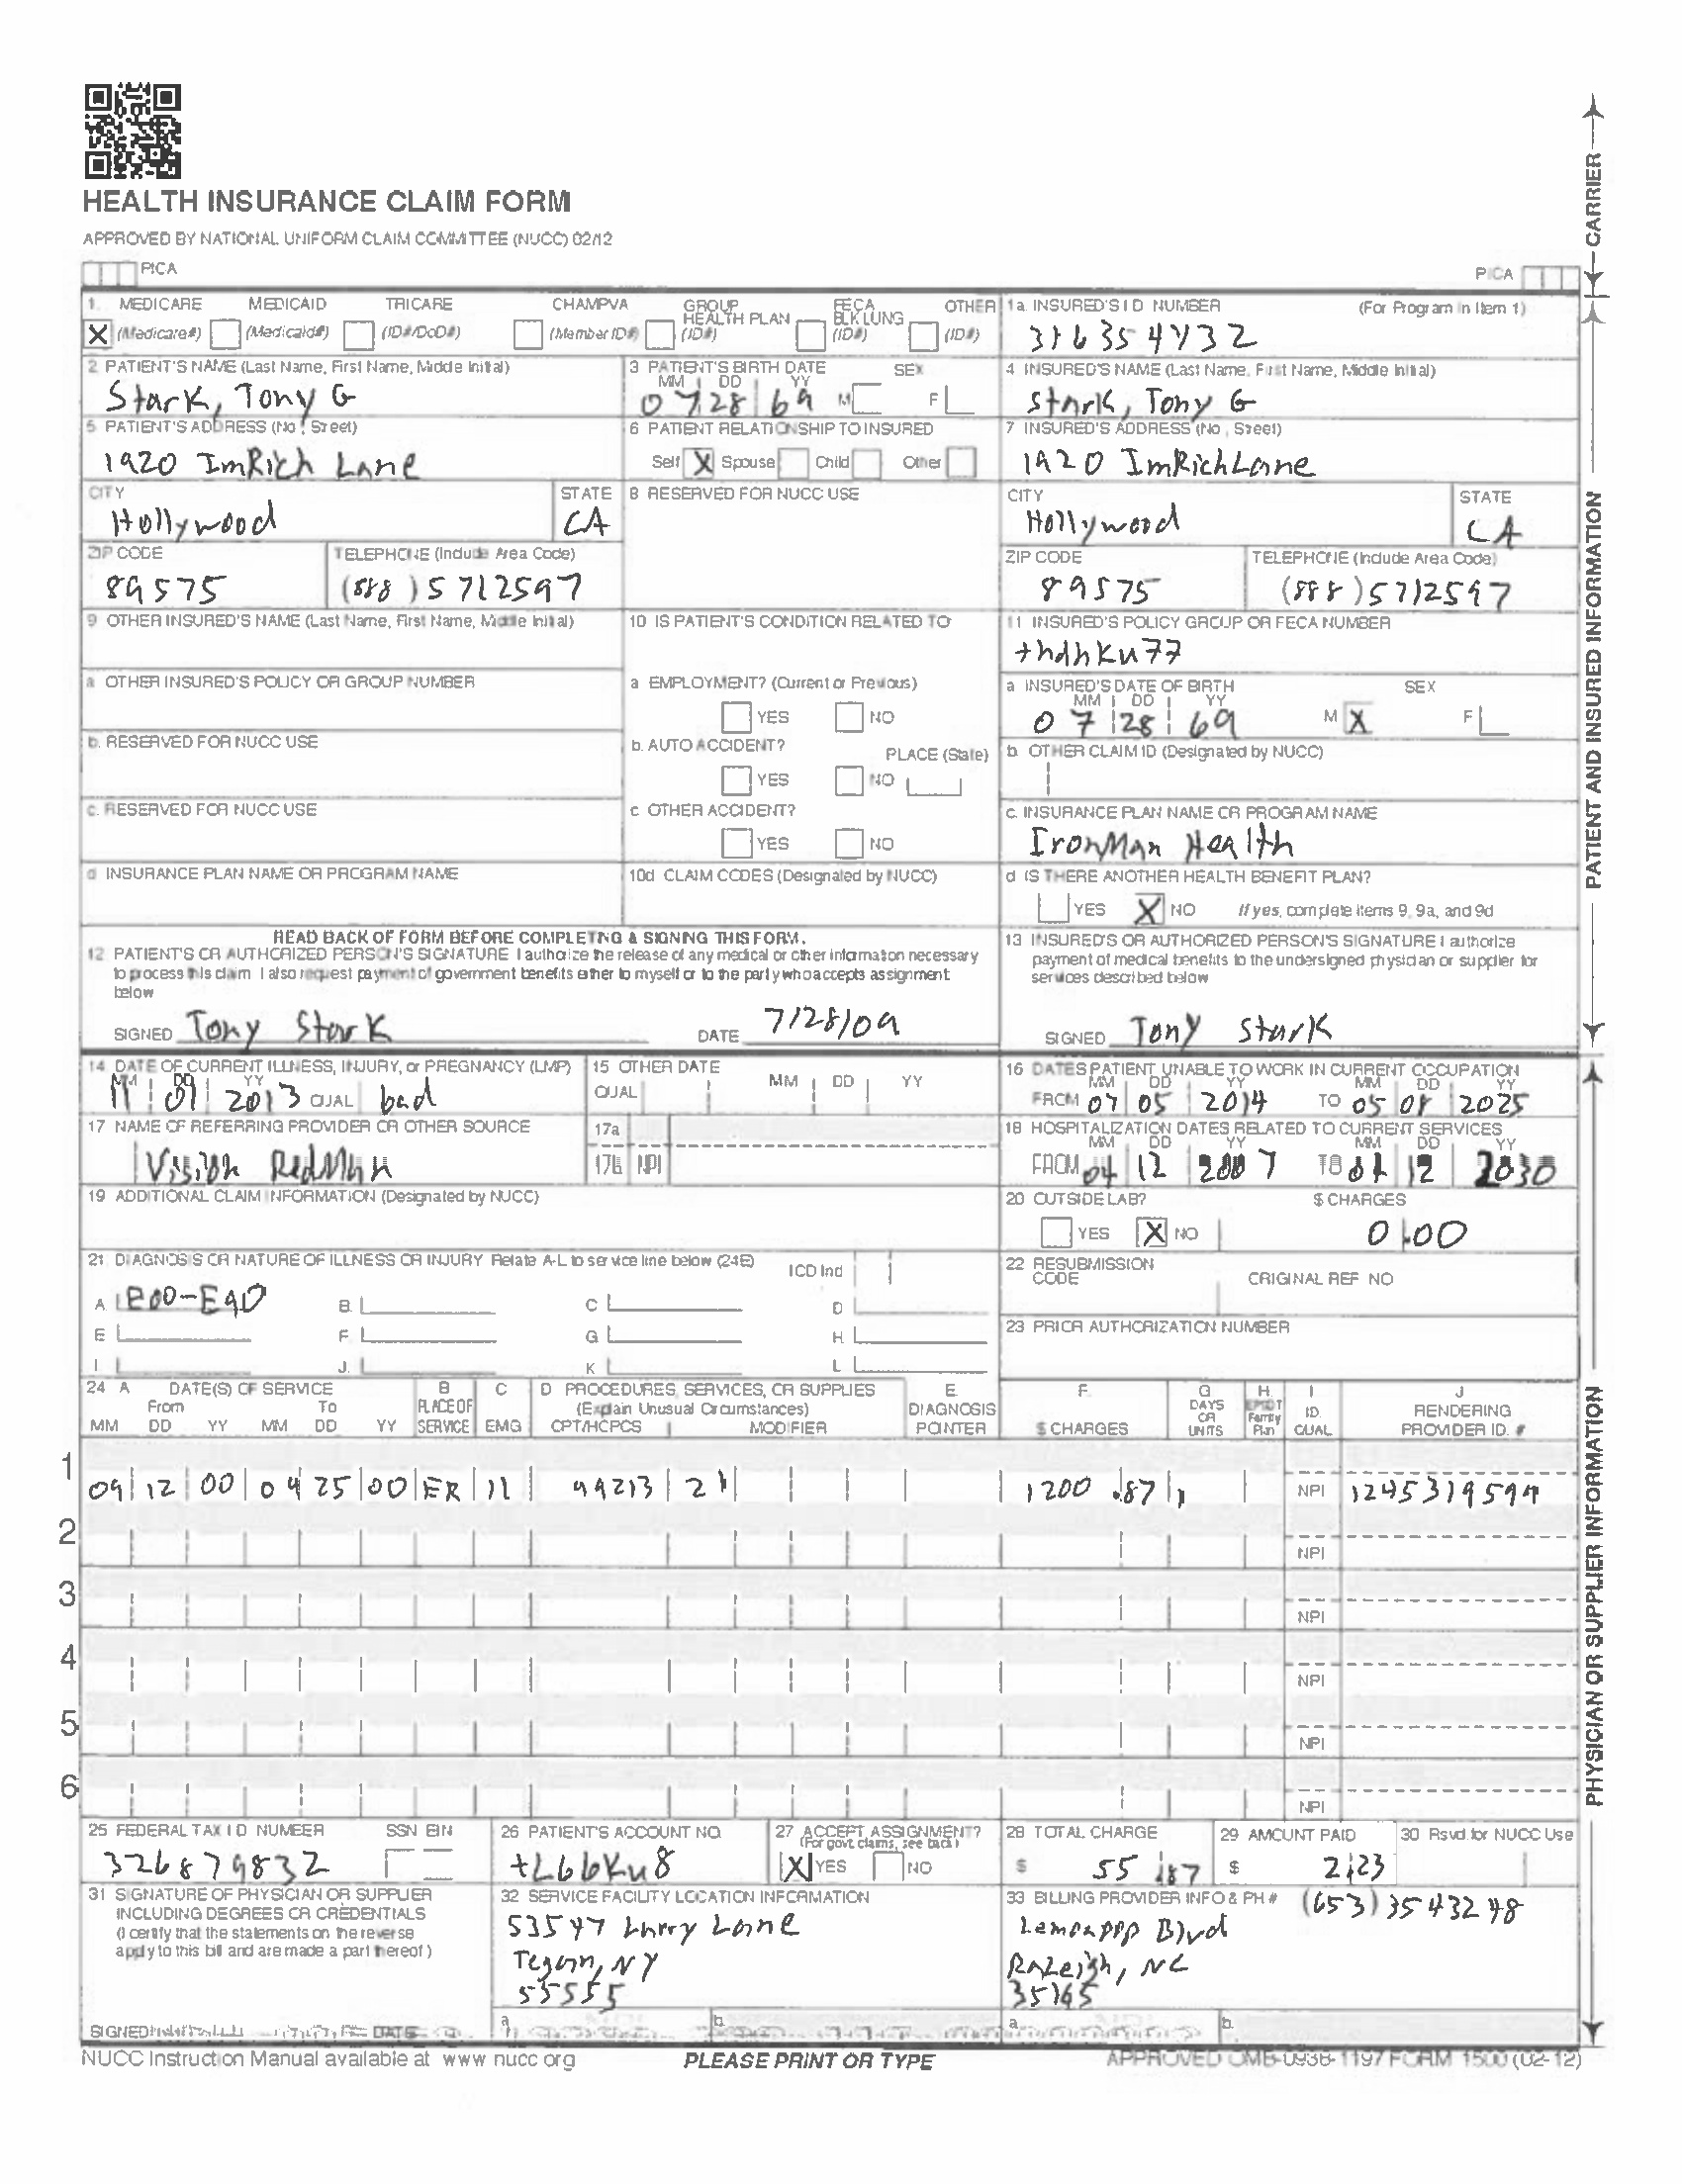 HEALTH INSURANCE CLAIM FORM
APPROVED BY NATIONAL UNIFORM CLAIM COMMITTEE (NUCC) 02/12
PICA
PICA
CARRIER
1. MEDICARE MEDICAID TRICARE CHAMPVA GROUP HEALTH PLAN FECA BLK LUNG OTHER
X (Medicare#) (Medicaid#) (ID#/DoD#) (Member ID#) (ID#) (ID#) (ID#)
1a INSURED'S I D NUMBER (For Program in Item 1)
316354432
2 PATIENT'S NAME (Last Name, First Name, Middle Initial)
Stark, Tony G
3 PATIENT'S BIRTH DATE SEX
MM DD YY
07 28 69 M F
4 INSURED'S NAME (Last Name, First Name, Middle Initial)
Stark, Tony G
5 PATIENT'S ADDRESS (No, Street)
1920 ImRich Lane
6 PATIENT RELATIONSHIP TO INSURED
Self X Spouse Child Other
7 INSURED'S ADDRESS (No, Street)
1920 ImRichLane
CITY STATE
Hollywood CA
8 RESERVED FOR NUCC USE
CITY STATE
Hollywood CA
ZIP CODE TELEPHONE (Include Area Code)
89575 (888) 5712597
ZIP CODE TELEPHONE (Include Area Code)
89575 (888) 5712597
9 OTHER INSURED'S NAME (Last Name, First Name, Middle Initial)
10 IS PATIENT'S CONDITION RELATED TO
11 INSURED'S POLICY GROUP OR FECA NUMBER
thdhku77
a OTHER INSURED'S POLICY OR GROUP NUMBER
a EMPLOYMENT? (Current or Previous)
YES NO
a INSURED'S DATE OF BIRTH SEX
MM DD YY
07 28 69 M X F
b. RESERVED FOR NUCC USE
b. AUTO ACCIDENT? PLACE (State)
YES NO
b OTHER CLAIM ID (Designated by NUCC)
c. RESERVED FOR NUCC USE
c OTHER ACCIDENT?
YES NO
c. INSURANCE PLAN NAME OR PROGRAM NAME
IronMan Health
d INSURANCE PLAN NAME OR PROGRAM NAME
10d CLAIM CODES (Designated by NUCC)
d IS THERE ANOTHER HEALTH BENEFIT PLAN?
YES X NO If yes, complete items 9, 9a, and 9d
READ BACK OF FORM BEFORE COMPLETING & SIGNING THIS FORM.
12 PATIENT'S OR AUTHORIZED PERSON'S SIGNATURE I authorize the release of any medical or other information necessary
to process this claim I also request payment of government benefits either to myself or to the party who accepts assignment
below
SIGNED Tony Stark DATE 7/28/09
13 INSURED'S OR AUTHORIZED PERSON'S SIGNATURE I authorize
payment of medical benefits to the undersigned physician or supplier for
services described below
SIGNED Tony Stark
PATIENT AND INSURED INFORMATION
14 DATE OF CURRENT ILLNESS, INJURY, or PREGNANCY (LMP)
MM DD YY
11 01 2013 QUAL bad
15 OTHER DATE
QUAL MM DD YY
16 DATES PATIENT UNABLE TO WORK IN CURRENT OCCUPATION
MM DD YY MM DD YY
FROM 07 05 2014 TO 05 08 2025
17 NAME OF REFERRING PROVIDER OR OTHER SOURCE
Vision RedMan
17a
17b NPI
18 HOSPITALIZATION DATES RELATED TO CURRENT SERVICES
MM DD YY MM DD YY
FROM 04 12 2007 TO 12 2030
19 ADDITIONAL CLAIM INFORMATION (Designated by NUCC)
20 OUTSIDE LAB? $ CHARGES
YES X NO 0.00
21 DIAGNOSIS OR NATURE OF ILLNESS OR INJURY Relate A-L to service line below (24E) ICD Ind
A E00-E90 B C D
E F G H
I J. K L
22 RESUBMISSION CODE ORIGINAL REF NO
23 PRIOR AUTHORIZATION NUMBER
24 A DATE(S) OF SERVICE B C D PROCEDURES, SERVICES, OR SUPPLIES E F G H I J
From To PLACE OF (Explain Unusual Circumstances) DIAGNOSIS DAYS OR EPSDT Family ID. RENDERING
MM DD YY MM DD YY SERVICE EMG CPT/HCPCS MODIFIER POINTER $ CHARGES UNITS Plan QUAL PROVIDER ID. #
1
09 12 00 09 25 00 ER 11 99213 21 1200 .87 1 NPI 1245319594
2
NPI
3
NPI
4
NPI
5
NPI
6
NPI
PHYSICIAN OR SUPPLIER INFORMATION
25 FEDERAL TAX I D NUMBER SSN EIN
326879832
26 PATIENT'S ACCOUNT NO
tL66Ku8
27 ACCEPT ASSIGNMENT?
(For govt. claims, see back)
X YES NO
28 TOTAL CHARGE
$ 55 87
29 AMOUNT PAID
$ 2,23
30 Rsvd for NUCC Use
31 SIGNATURE OF PHYSICIAN OR SUPPLIER
INCLUDING DEGREES OR CREDENTIALS
(I certify that the statements on the reverse
apply to this bill and are made a part thereof)
SIGNED DATE
32 SERVICE FACILITY LOCATION INFORMATION
53547 Larry Lane
NY
55555
a b.
33 BILLING PROVIDER INFO & PH # (653) 3543248
Blvd
Raleigh, NC
35165
a b.
NUCC Instruction Manual available at www nucc org
PLEASE PRINT OR TYPE
APPROVED OMB-0938-1197 FORM 1500 (02-12)